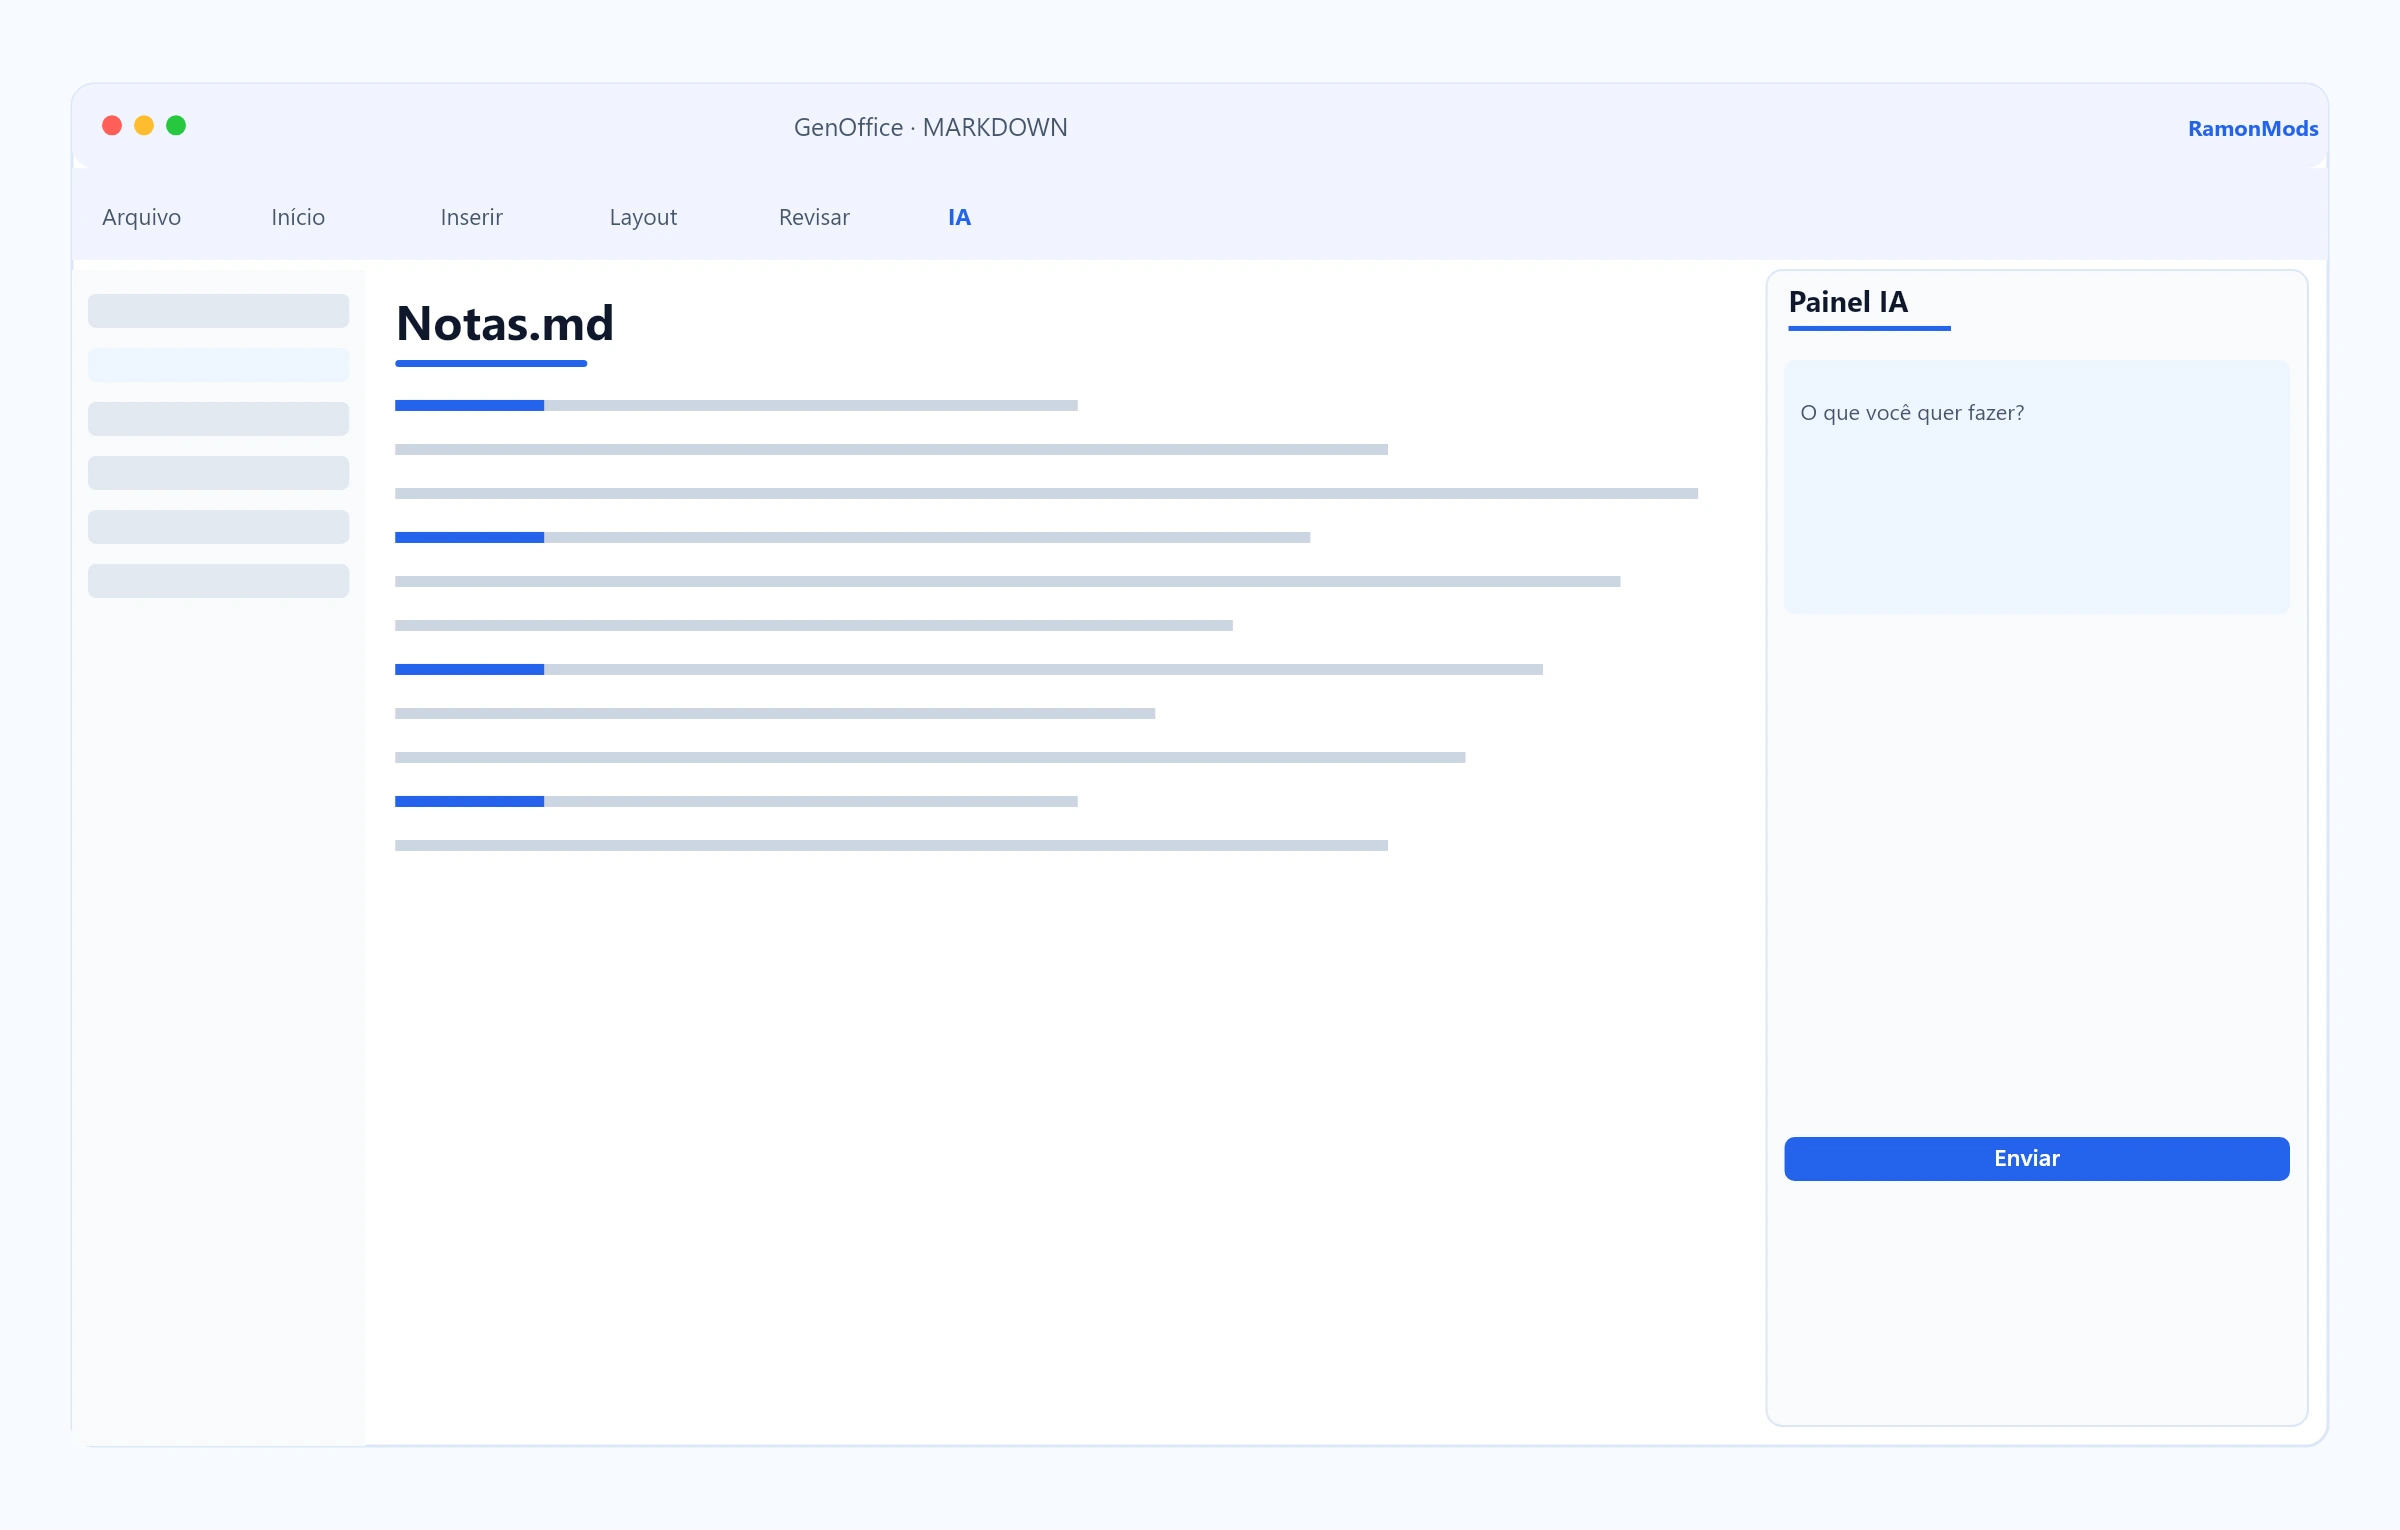 GenOffice · MARKDOWN
RamonMods
Arquivo Início Inserir Layout Revisar IA
Notas.md
Painel IA
O que você quer fazer?
Enviar